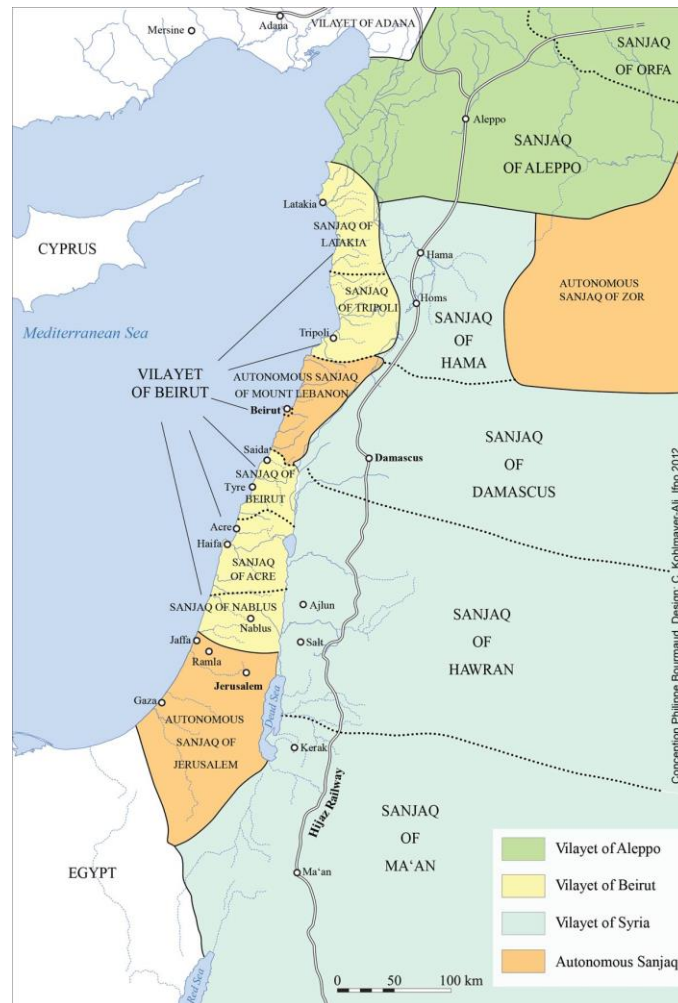 Mersine
Adana
VILAYET OF ADANA
SANJAQ
OF ORFA
Aleppo
SANJAQ
OF ALEPPO
Latakia
SANJAQ OF
LATAKIA
CYPRUS
Hama
AUTONOMOUS
SANJAQ OF ZOR
SANJAQ
OF TRIPOLI
Homs
SANJAQ
OF
HAMA
Mediterranean Sea
Tripoli
VILAYET
OF BEIRUT
AUTONOMOUS SANJAQ
OF MOUNT LEBANON
Beirut
Saida
SANJAQ OF
BEIRUT
Damascus
SANJAQ
OF
DAMASCUS
Tyre
Acre
Haifa
SANJAQ
OF ACRE
SANJAQ OF NABLUS
Nablus
Ajlun
Salt
SANJAQ
OF
HAWRAN
Jaffa
Ramla
Jerusalem
Gaza
AUTONOMOUS
SANJAQ OF
JERUSALEM
Dead Sea
Kerak
Hijaz Railway
SANJAQ
OF
MA‘AN
EGYPT
Ma‘an
Red Sea
0 50 100 km
Vilayet of Aleppo
Vilayet of Beirut
Vilayet of Syria
Autonomous Sanjaq
Conception Philippe Bourmaud, Design: C. Kohlmayer-Ali, Ifpo 2012